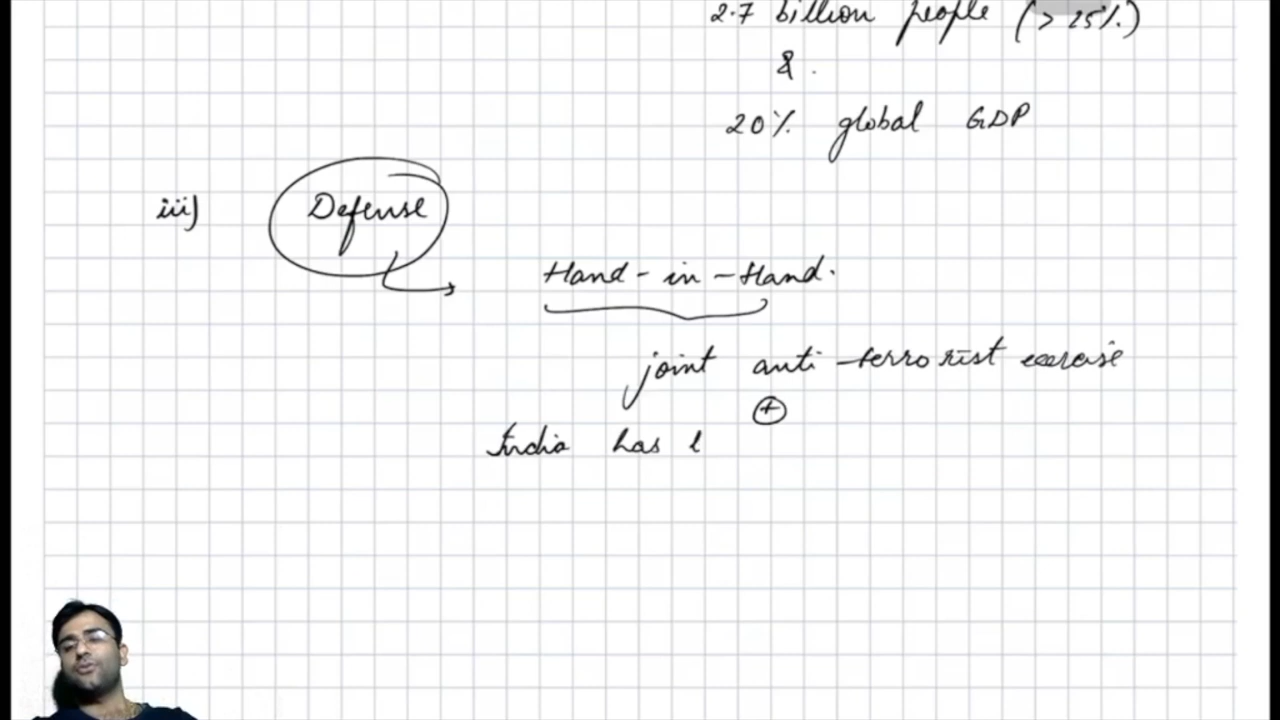 2.7 billion people (> 25%.)
&.
20% global GDP
iii) Defense
Hand-in-Hand.
joint anti-terrorist exercise
+
India has l